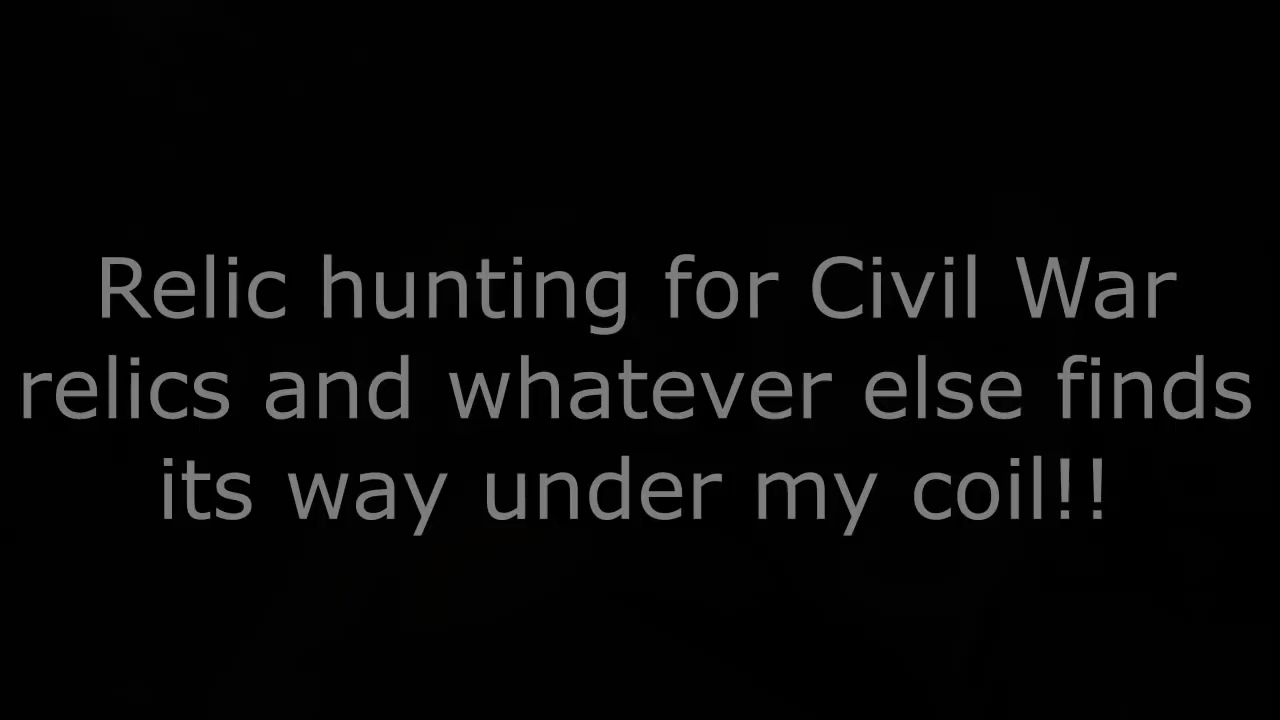 Relic hunting for Civil War
relics and whatever else finds
its way under my coil!!